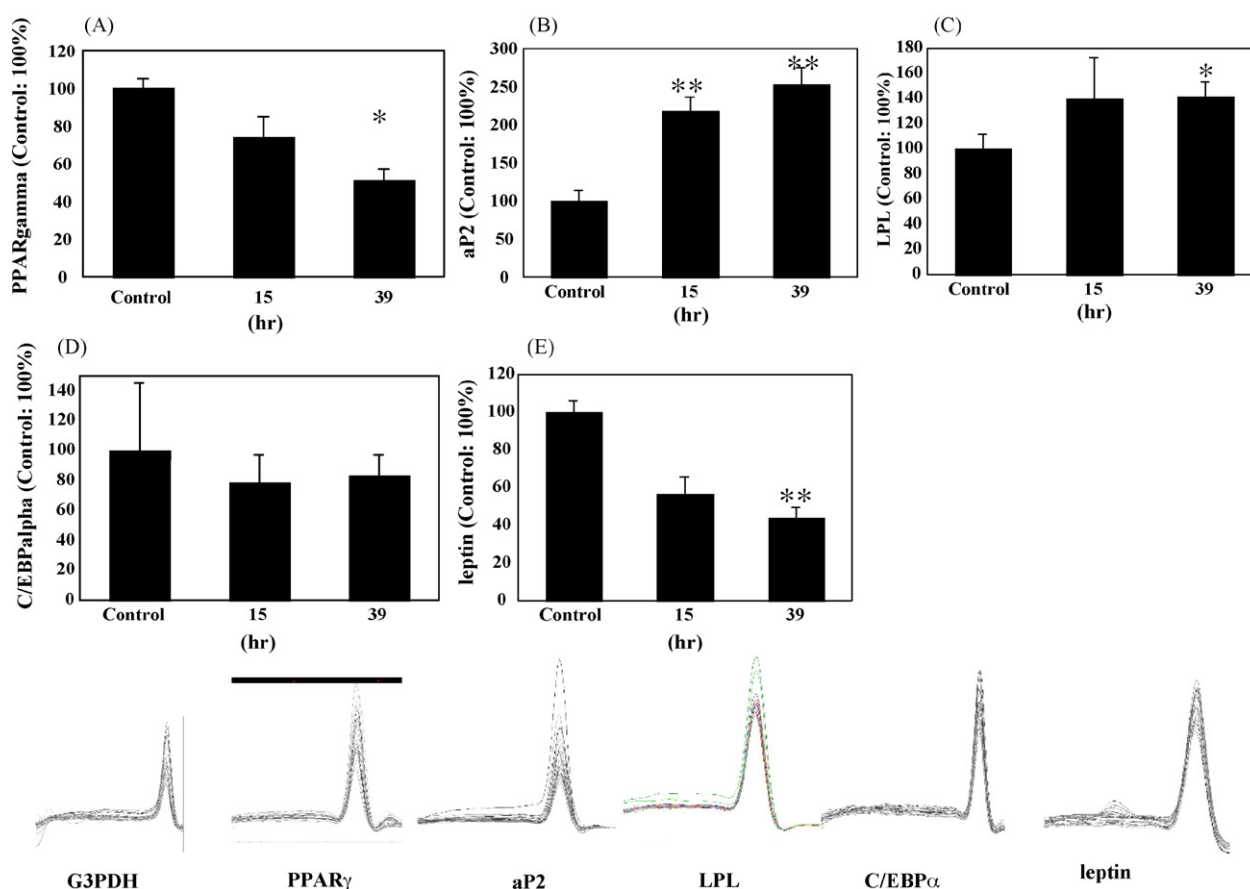 (A)
PPARgamma (Control: 100%)
120
100
80
60
40
20
0
*
Control 15 39
(hr)
(B)
aP2 (Control: 100%)
300
250
200
150
100
50
0
** **
Control 15 39
(hr)
(C)
LPL (Control: 100%)
180
160
140
120
100
80
60
40
20
0
*
Control 15 39
(hr)
(D)
C/EBPalpha (Control: 100%)
140
120
100
80
60
40
20
0
Control 15 39
(hr)
(E)
leptin (Control: 100%)
120
100
80
60
40
20
0
**
Control 15 39
(hr)
G3PDH PPARγ aP2 LPL C/EBPα leptin